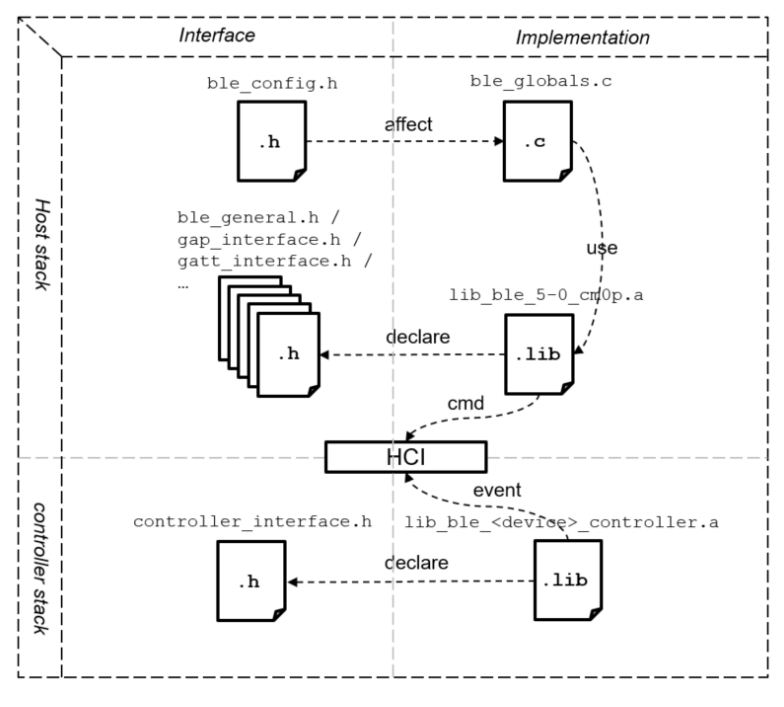 Interface
Implementation
Host stack
ble_config.h
ble_globals.c
.h
affect
.c
use
ble_general.h /
gap_interface.h /
gatt_interface.h /
…
lib_ble_5-0_cm0p.a
.h
declare
.lib
cmd
HCI
event
controller stack
controller_interface.h
lib_ble_<device>_controller.a
.h
declare
.lib